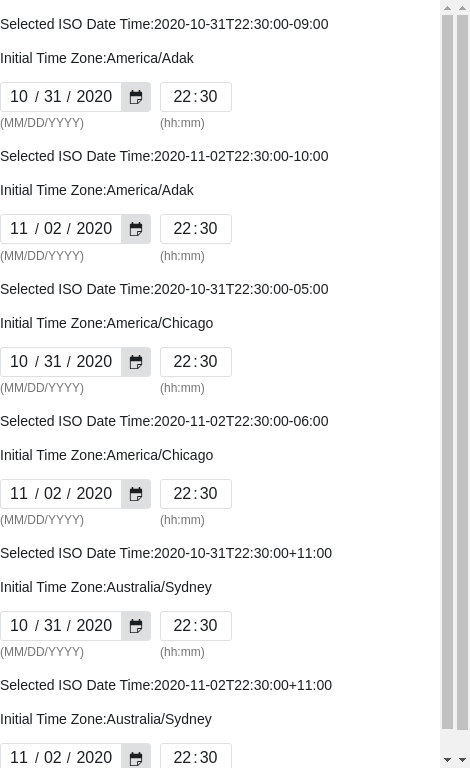 Selected ISO Date Time:2020-10-31T22:30:00-09:00
Initial Time Zone:America/Adak
10 / 31 / 2020 22:30
(MM/DD/YYYY) (hh:mm)
Selected ISO Date Time:2020-11-02T22:30:00-10:00
Initial Time Zone:America/Adak
11 / 02 / 2020 22:30
(MM/DD/YYYY) (hh:mm)
Selected ISO Date Time:2020-10-31T22:30:00-05:00
Initial Time Zone:America/Chicago
10 / 31 / 2020 22:30
(MM/DD/YYYY) (hh:mm)
Selected ISO Date Time:2020-11-02T22:30:00-06:00
Initial Time Zone:America/Chicago
11 / 02 / 2020 22:30
(MM/DD/YYYY) (hh:mm)
Selected ISO Date Time:2020-10-31T22:30:00+11:00
Initial Time Zone:Australia/Sydney
10 / 31 / 2020 22:30
(MM/DD/YYYY) (hh:mm)
Selected ISO Date Time:2020-11-02T22:30:00+11:00
Initial Time Zone:Australia/Sydney
11 / 02 / 2020 22:30